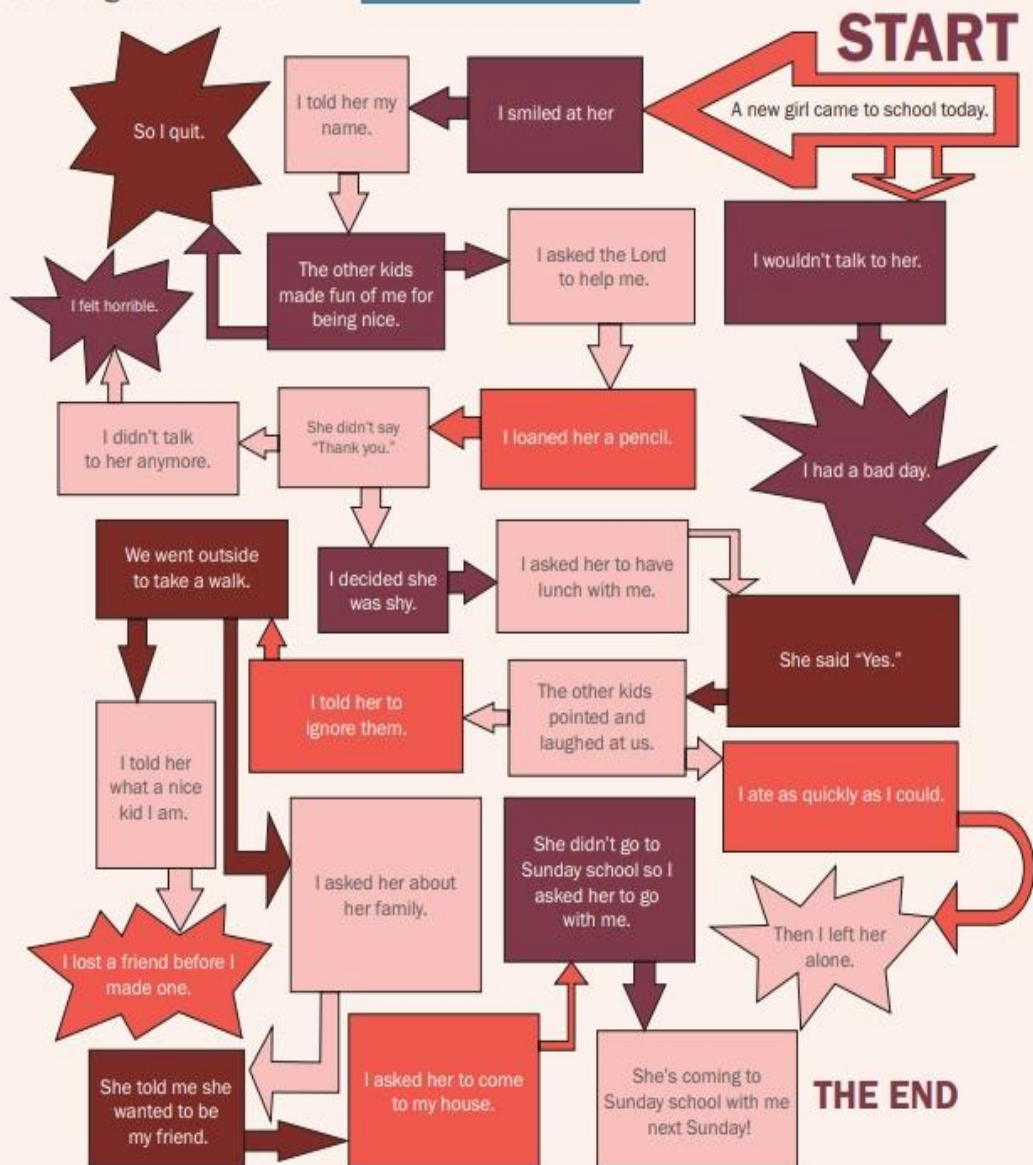 START
A new girl came to school today.
I smiled at her
I told her my
name.
So I quit.
The other kids
made fun of me for
being nice.
I asked the Lord
to help me.
I wouldn't talk to her.
I felt horrible.
I had a bad day.
I loaned her a pencil.
She didn't say
"Thank you."
I didn't talk
to her anymore.
I decided she
was shy.
I asked her to have
lunch with me.
She said "Yes."
The other kids
pointed and
laughed at us.
I told her to
ignore them.
We went outside
to take a walk.
I ate as quickly as I could.
Then I left her
alone.
I told her
what a nice
kid I am.
I lost a friend before I
made one.
I asked her about
her family.
She told me she
wanted to be
my friend.
I asked her to come
to my house.
She didn't go to
Sunday school so I
asked her to go
with me.
She's coming to
Sunday school with me
next Sunday!
THE END